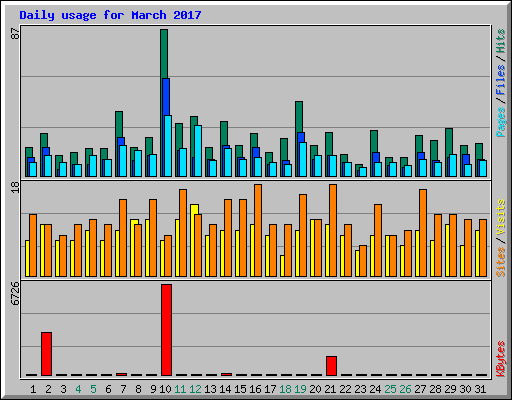 Daily usage for March 2017
87
Pages / Files / Hits
18
Sites / Visits
6726
KBytes
1 2 3 4 5 6 7 8 9 10 11 12 13 14 15 16 17 18 19 20 21 22 23 24 25 26 27 28 29 30 31